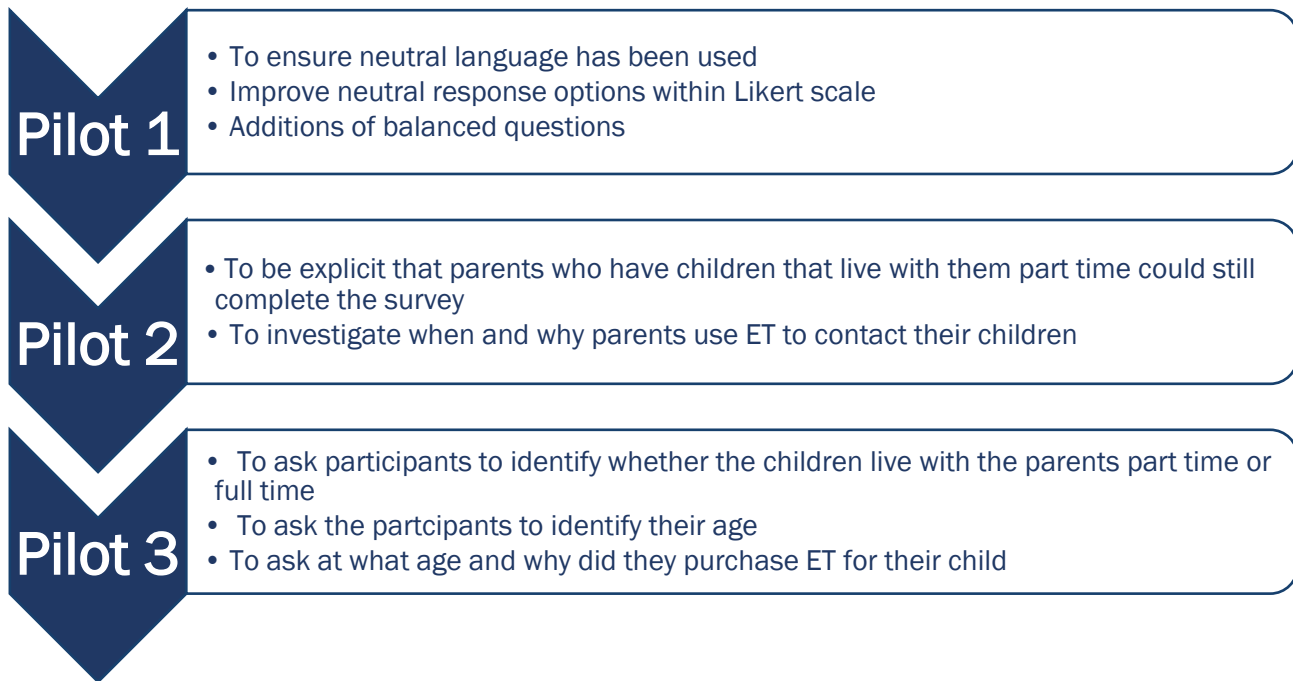 Pilot 1
• To ensure neutral language has been used
• Improve neutral response options within Likert scale
• Additions of balanced questions
Pilot 2
• To be explicit that parents who have children that live with them part time could still
complete the survey
• To investigate when and why parents use ET to contact their children
Pilot 3
• To ask participants to identify whether the children live with the parents part time or
full time
• To ask the partcipants to identify their age
• To ask at what age and why did they purchase ET for their child